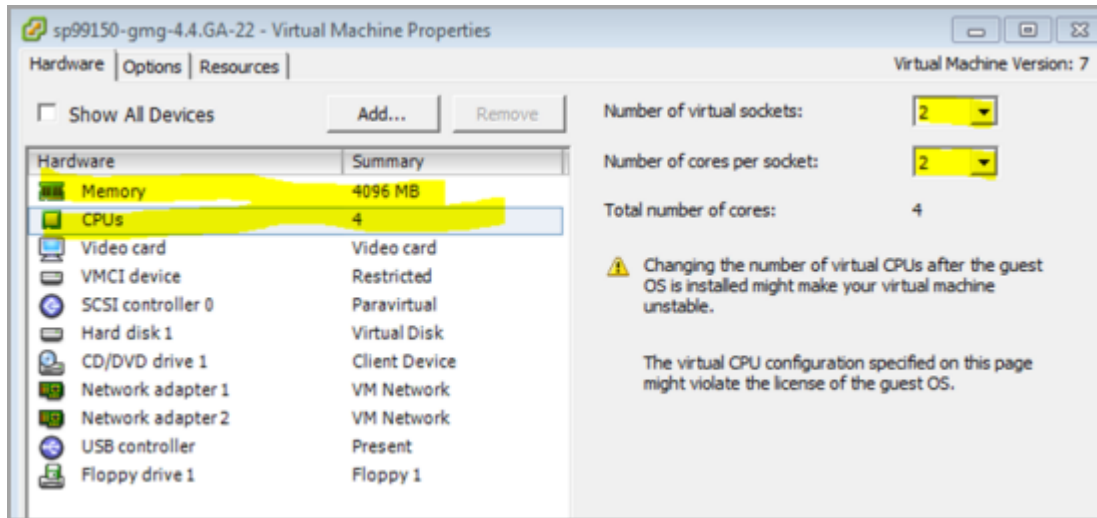 sp99150-gmg-4.4.GA-22 - Virtual Machine Properties
Hardware Options Resources
Virtual Machine Version: 7
Show All Devices
Add...
Remove
Hardware Summary
Memory 4096 MB
CPUs 4
Video card Video card
VMCI device Restricted
SCSI controller 0 Paravirtual
Hard disk 1 Virtual Disk
CD/DVD drive 1 Client Device
Network adapter 1 VM Network
Network adapter 2 VM Network
USB controller Present
Floppy drive 1 Floppy 1
Number of virtual sockets: 2
Number of cores per socket: 2
Total number of cores: 4
Changing the number of virtual CPUs after the guest
OS is installed might make your virtual machine
unstable.
The virtual CPU configuration specified on this page
might violate the license of the guest OS.